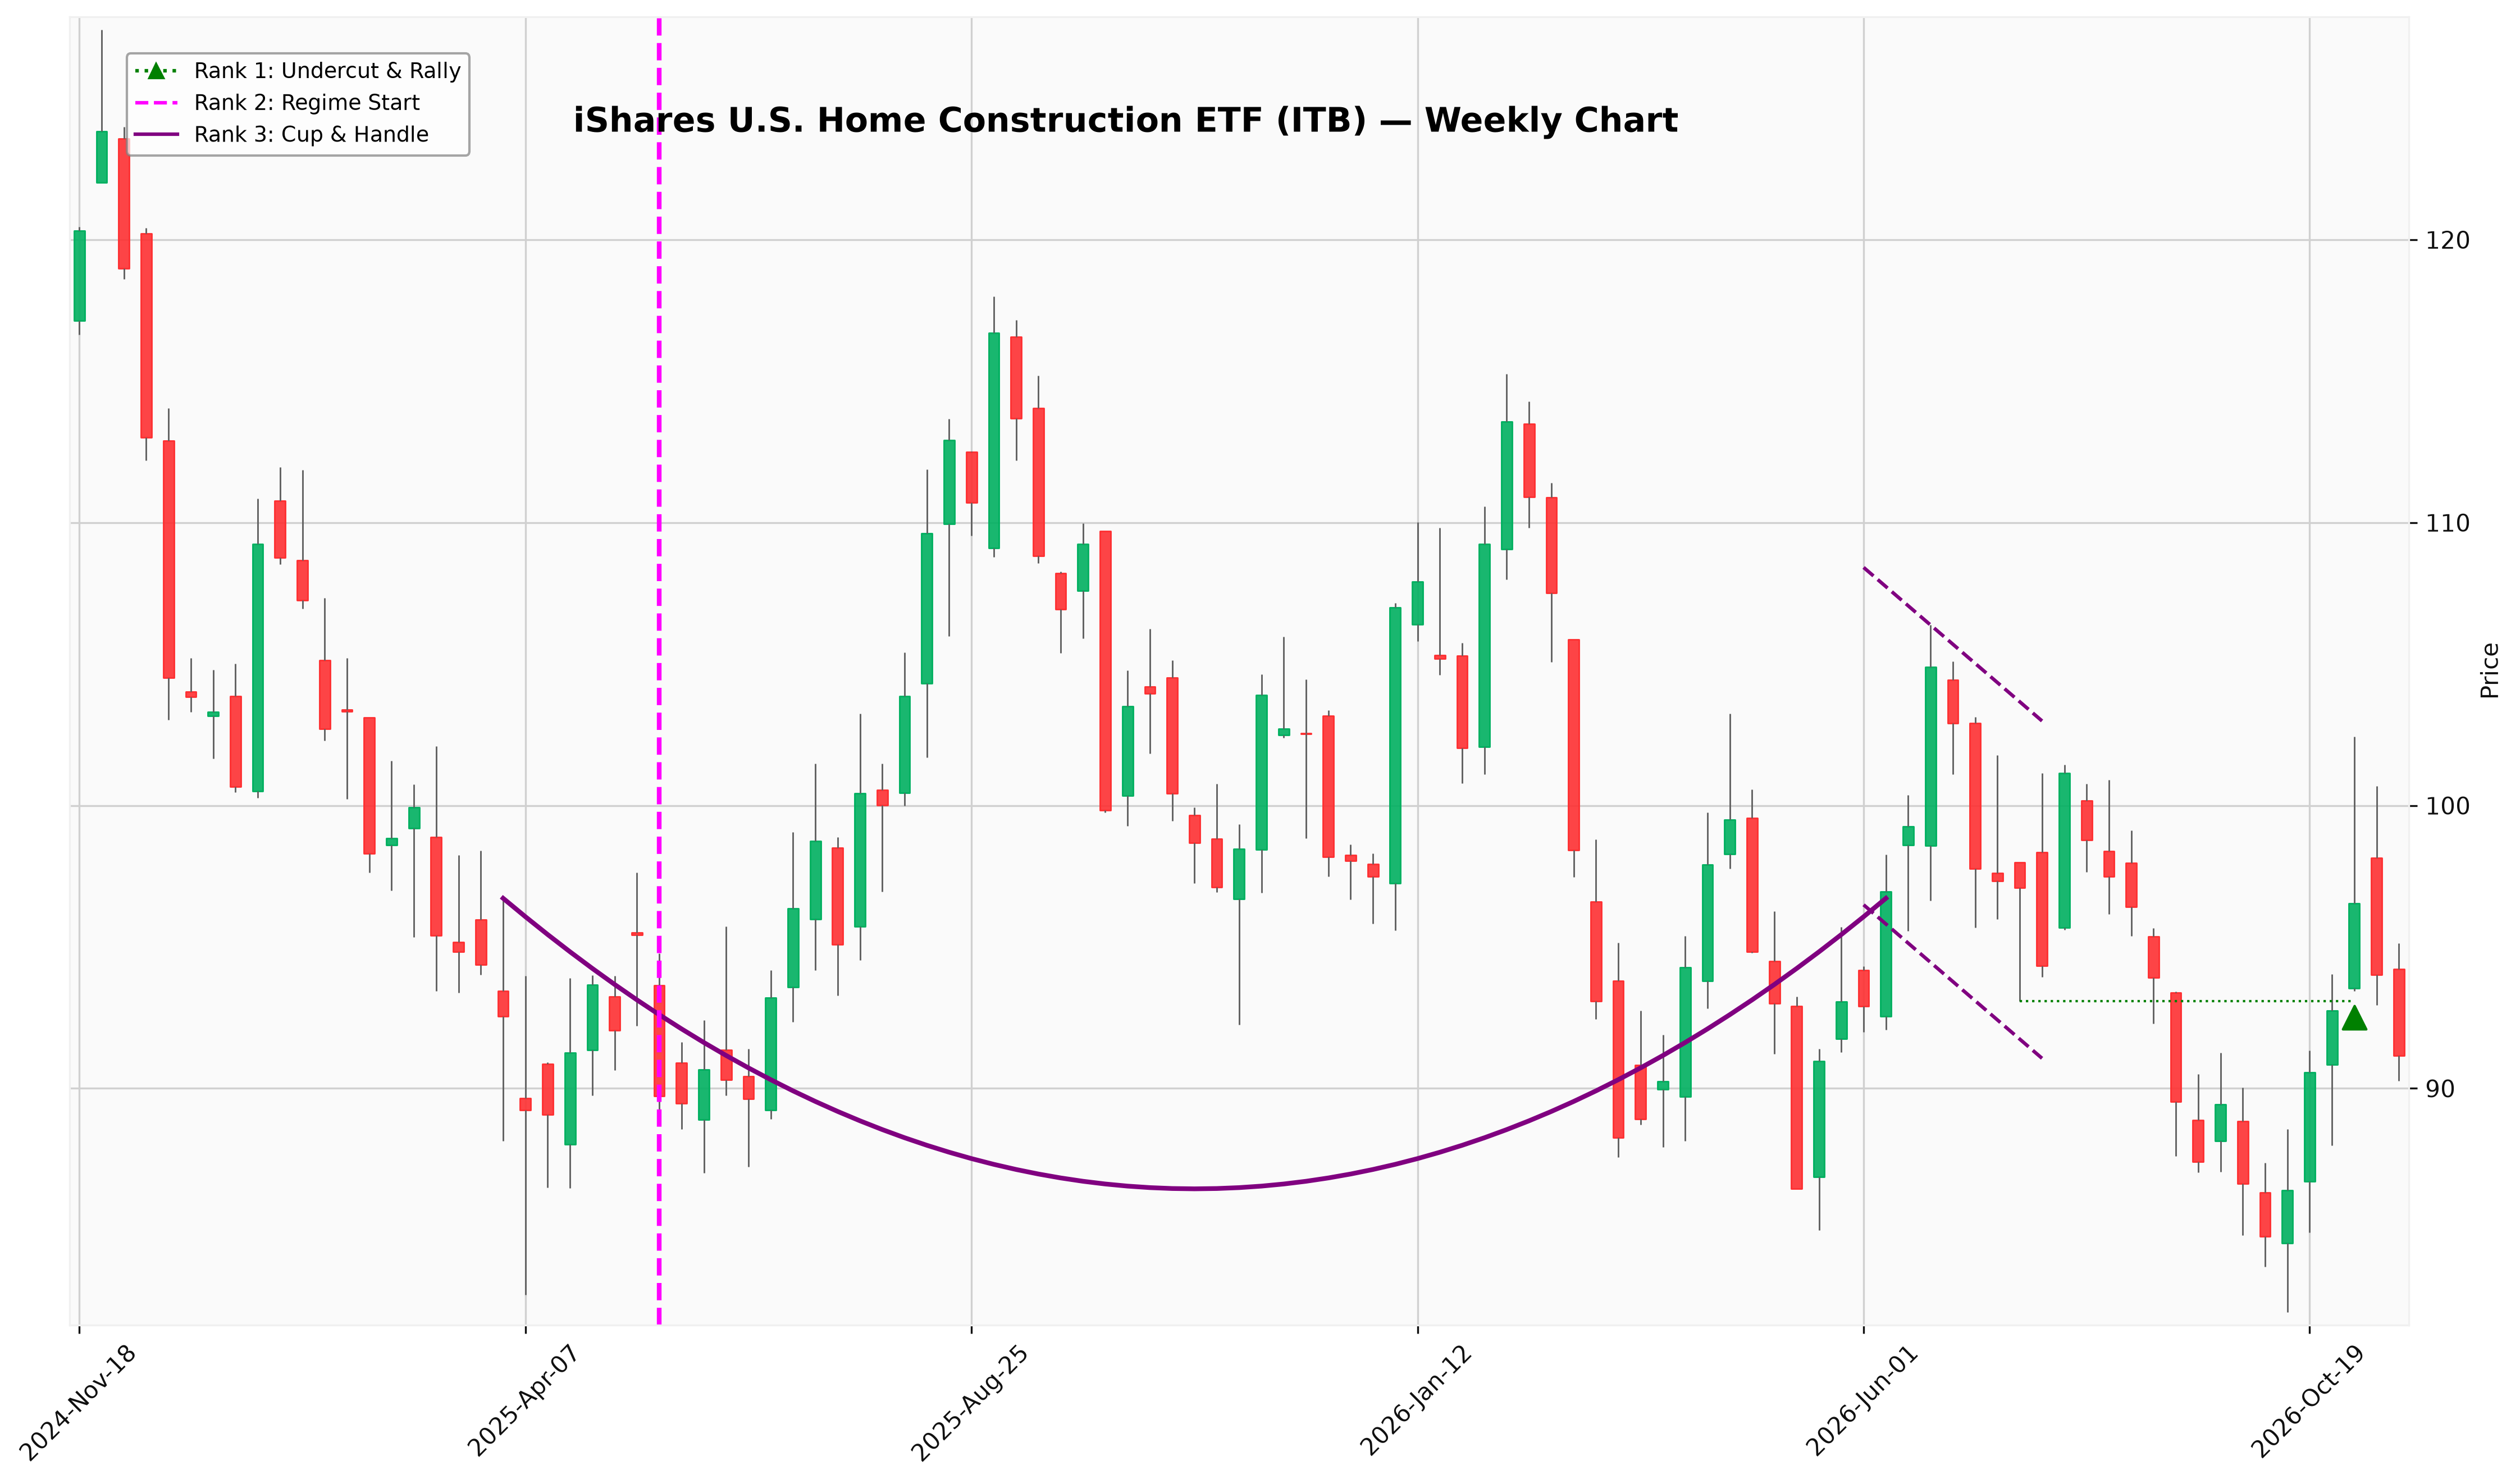 Rank 1: Undercut & Rally
Rank 2: Regime Start
Rank 3: Cup & Handle
iShares U.S. Home Construction ETF (ITB) — Weekly Chart
120
110
100
90
Price
2024-Nov-18
2025-Apr-07
2025-Aug-25
2026-Jan-12
2026-Jun-01
2026-Oct-19